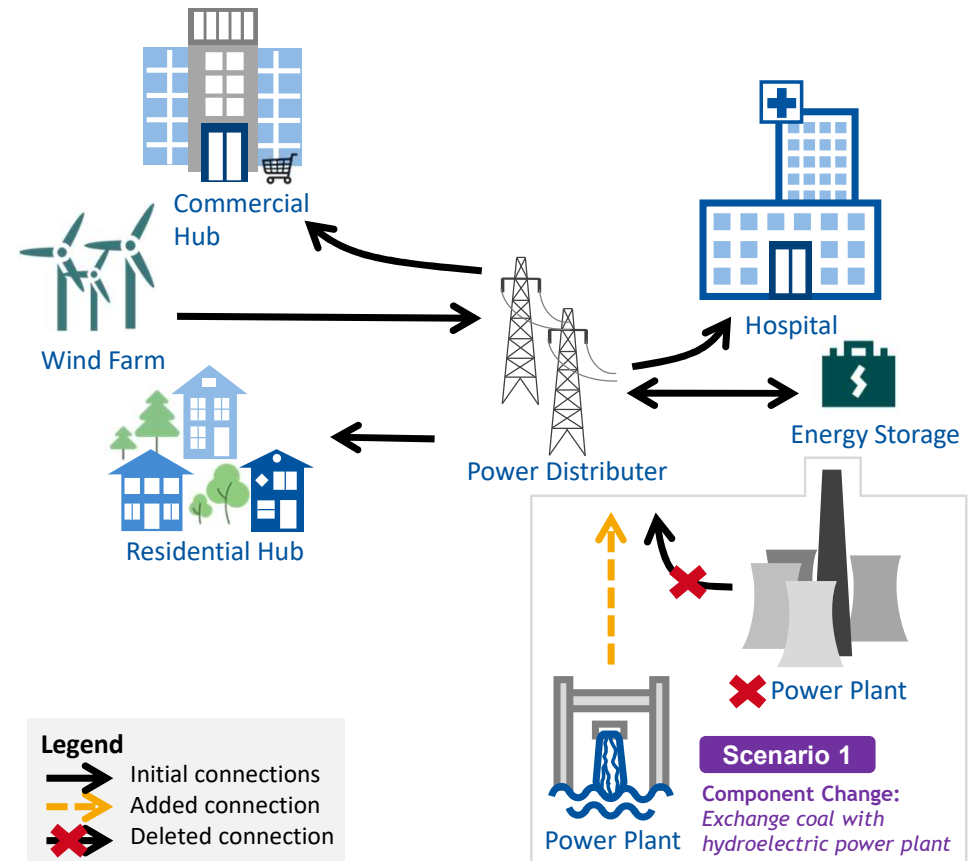 Commercial
Hub
Wind Farm
Hospital
Energy Storage
Power Distributer
Residential Hub
Power Plant
Scenario 1
Component Change:
Exchange coal with
hydroelectric power plant
Power Plant
Legend
Initial connections
Added connection
Deleted connection